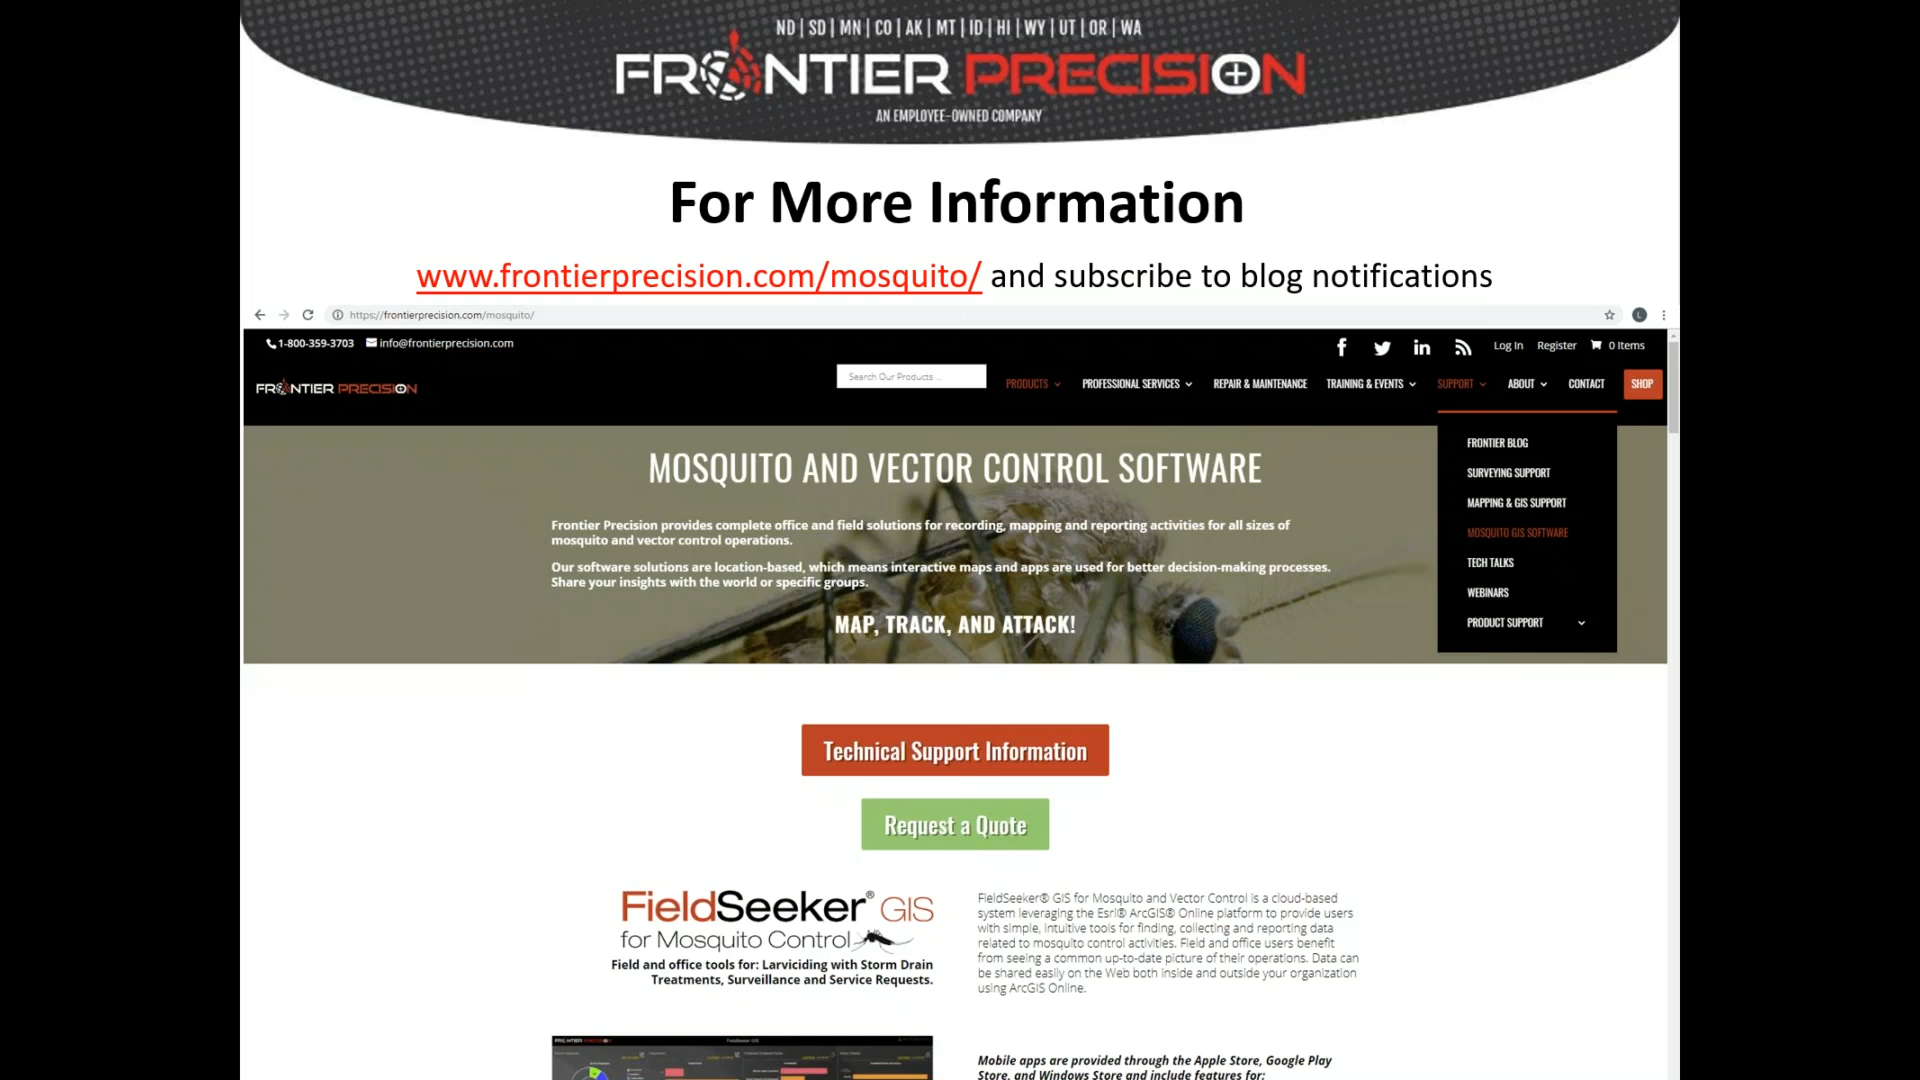 ND | SD | MN | CO | AK | MT | ID | HI | WY | UT | OR | WA
FRONTIER PRECISION
AN EMPLOYEE-OWNED COMPANY
For More Information
www.frontierprecision.com/mosquito/ and subscribe to blog notifications
https://frontierprecision.com/mosquito/
L
1-800-359-3703 info@frontierprecision.com
Log In Register 0 Items
Search Our Products ...
FRONTIER PRECISION
PRODUCTS PROFESSIONAL SERVICES REPAIR & MAINTENANCE TRAINING & EVENTS SUPPORT ABOUT CONTACT SHOP
FRONTIER BLOG
SURVEYING SUPPORT
MAPPING & GIS SUPPORT
MOSQUITO GIS SOFTWARE
TECH TALKS
WEBINARS
PRODUCT SUPPORT
MOSQUITO AND VECTOR CONTROL SOFTWARE
Frontier Precision provides complete office and field solutions for recording, mapping and reporting activities for all sizes of
mosquito and vector control operations.
Our software solutions are location-based, which means interactive maps and apps are used for better decision-making processes.
Share your insights with the world or specific groups.
MAP, TRACK, AND ATTACK!
Technical Support Information
Request a Quote
FieldSeeker® GIS
for Mosquito Control
Field and office tools for: Larviciding with Storm Drain
Treatments, Surveillance and Service Requests.
FieldSeeker® GIS for Mosquito and Vector Control is a cloud-based
system leveraging the Esri® ArcGIS® Online platform to provide users
with simple, intuitive tools for finding, collecting and reporting data
related to mosquito control activities. Field and office users benefit
from seeing a common up-to-date picture of their operations. Data can
be shared easily on the Web both inside and outside your organization
using ArcGIS Online.
FRONTIER PRECISION
FieldSeeker GIS
Mobile apps are provided through the Apple Store, Google Play
Store, and Windows Store and include features for: